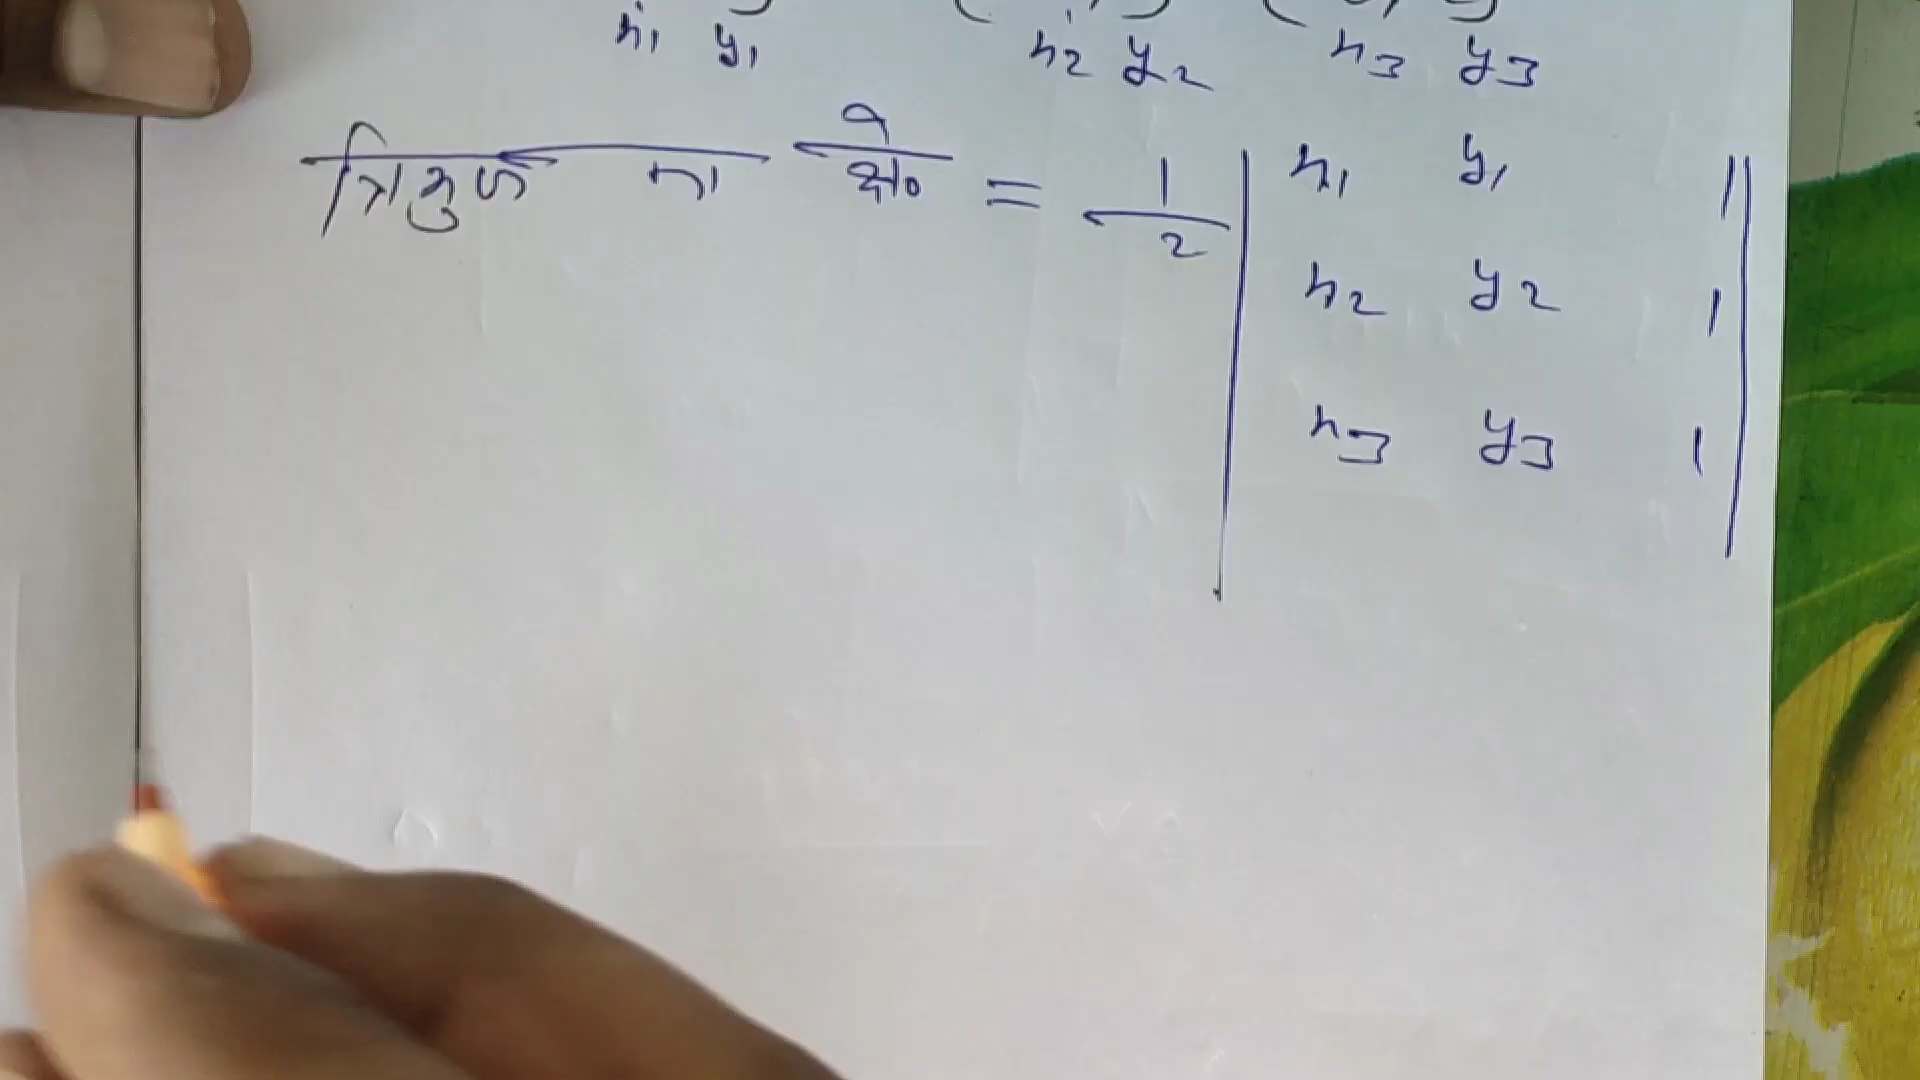 x₁ y₁ x₂ y₂ x₃ y₃
त्रिभुज का क्षे० = 1/2 | x₁ y₁ 1 |
x₂ y₂ 1
x₃ y₃ 1